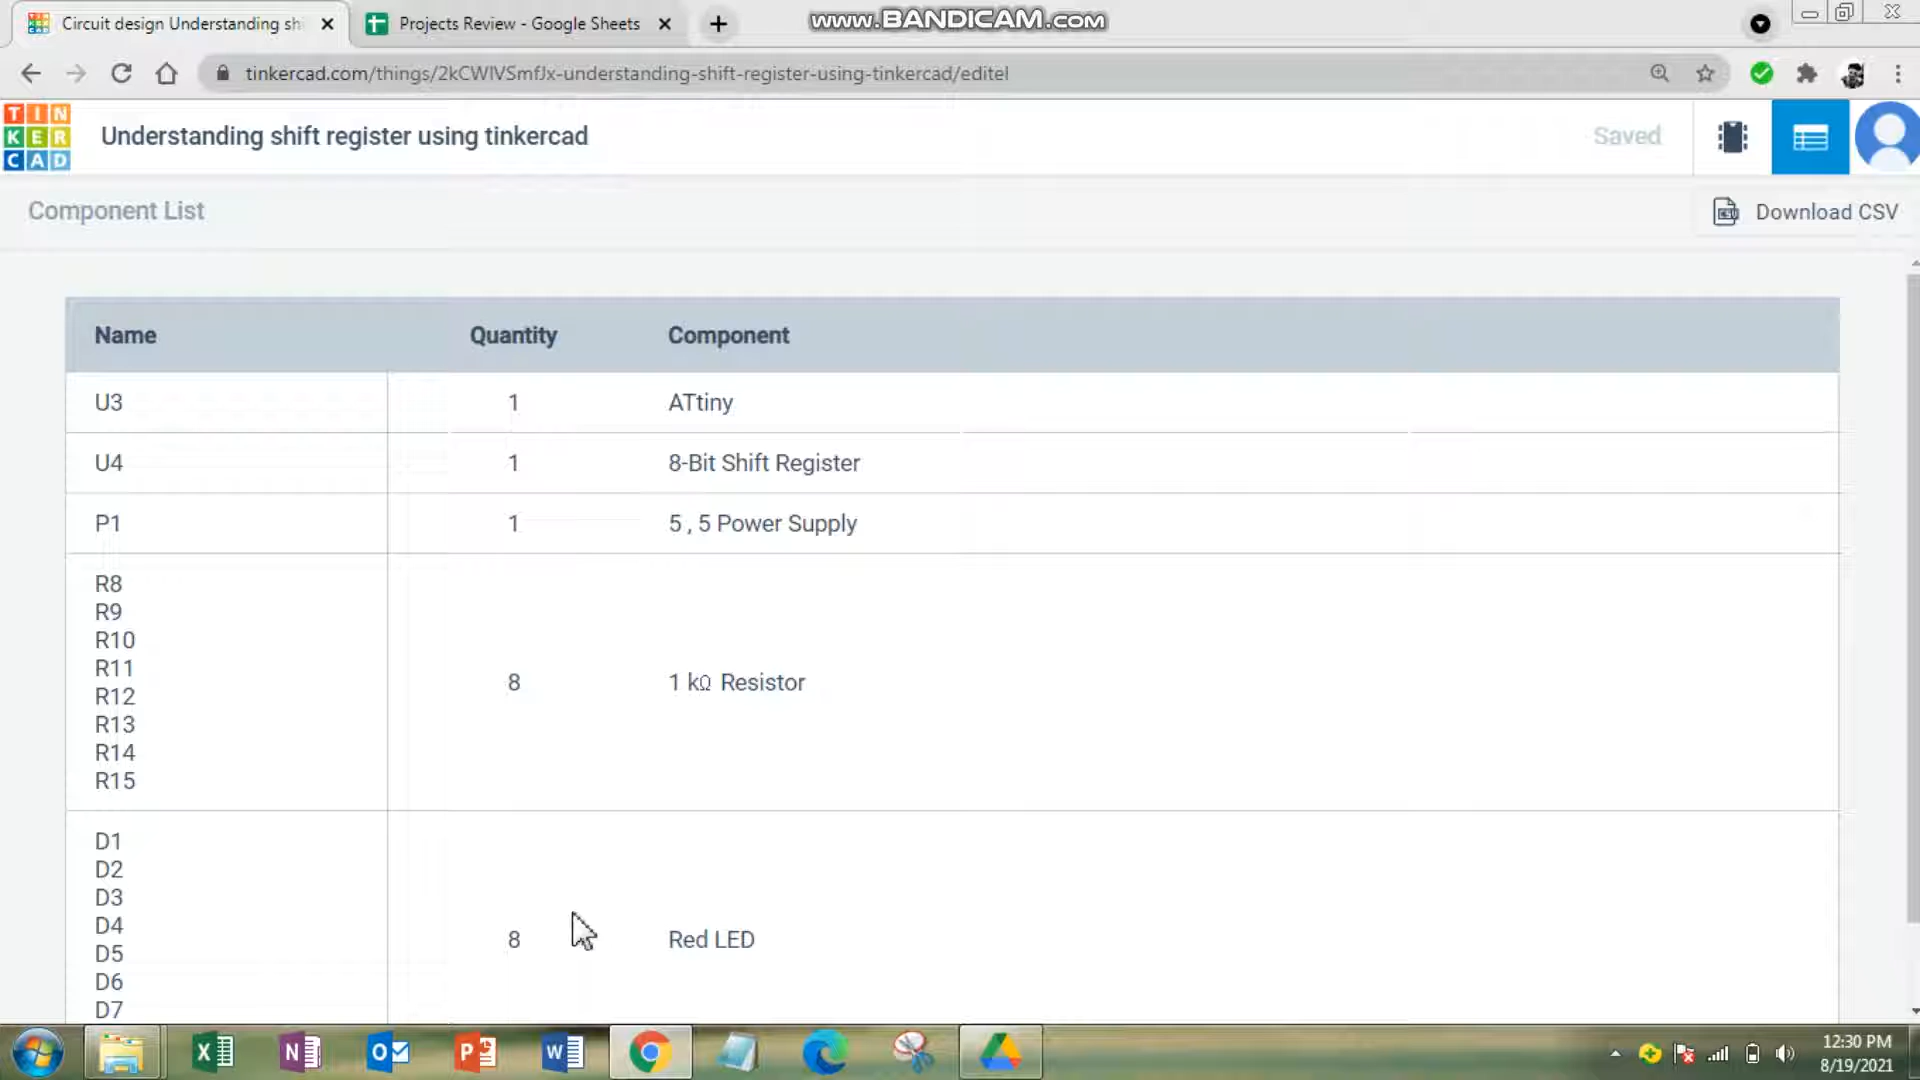 Circuit design Understanding sh
Projects Review - Google Sheets
www.BANDICAM.com
tinkercad.com/things/2kCWlVSmfJx-understanding-shift-register-using-tinkercad/editel
TIN
KER
CAD
Understanding shift register using tinkercad
Saved
Component List
Download CSV
Name Quantity Component
U3 1 ATtiny
U4 1 8-Bit Shift Register
P1 1 5 , 5 Power Supply
R8
R9
R10
R11
R12
R13
R14
R15
8 1 kΩ Resistor
D1
D2
D3
D4
D5
D6
D7
8 Red LED
12:30 PM
8/19/2021